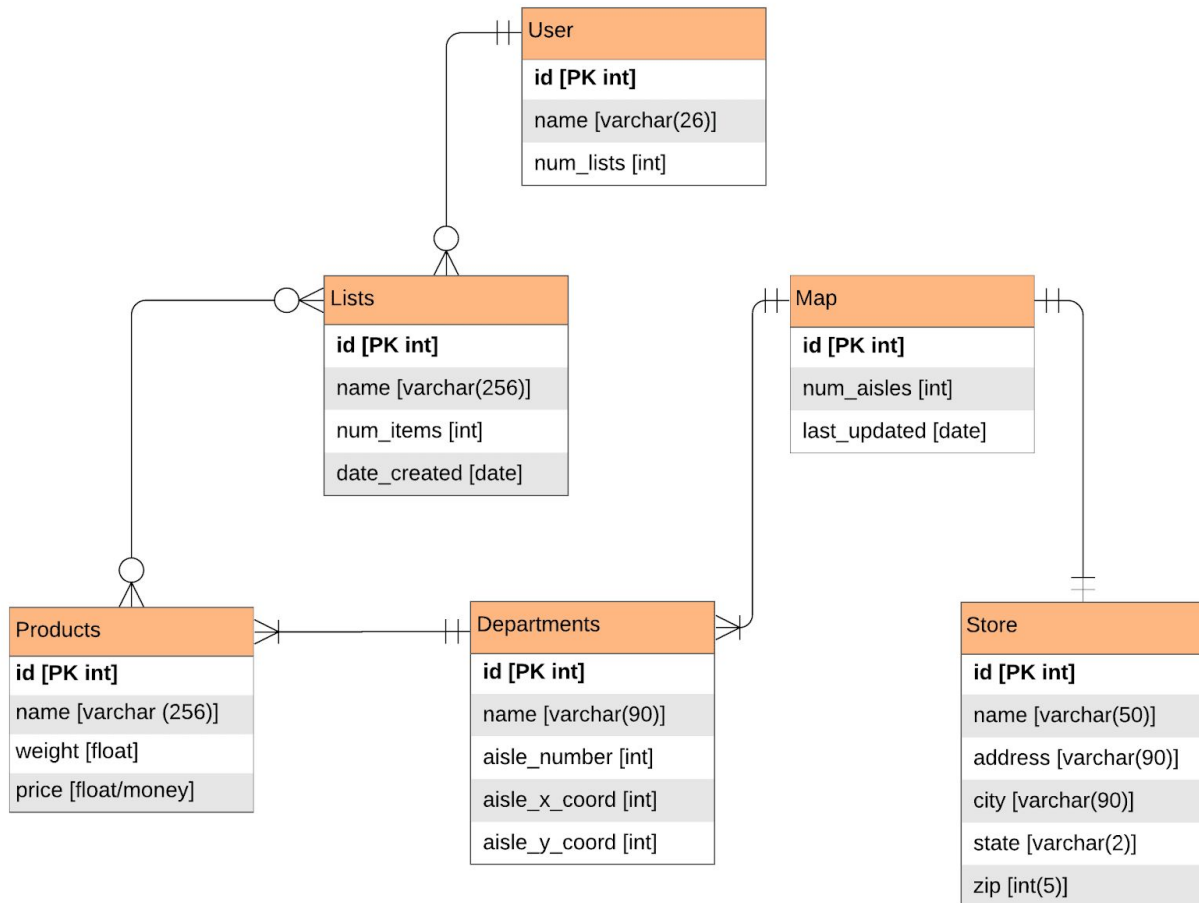 User
id [PK int]
name [varchar(26)]
num_lists [int]
Lists
id [PK int]
name [varchar(256)]
num_items [int]
date_created [date]
Map
id [PK int]
num_aisles [int]
last_updated [date]
Products
id [PK int]
name [varchar (256)]
weight [float]
price [float/money]
Departments
id [PK int]
name [varchar(90)]
aisle_number [int]
aisle_x_coord [int]
aisle_y_coord [int]
Store
id [PK int]
name [varchar(50)]
address [varchar(90)]
city [varchar(90)]
state [varchar(2)]
zip [int(5)]